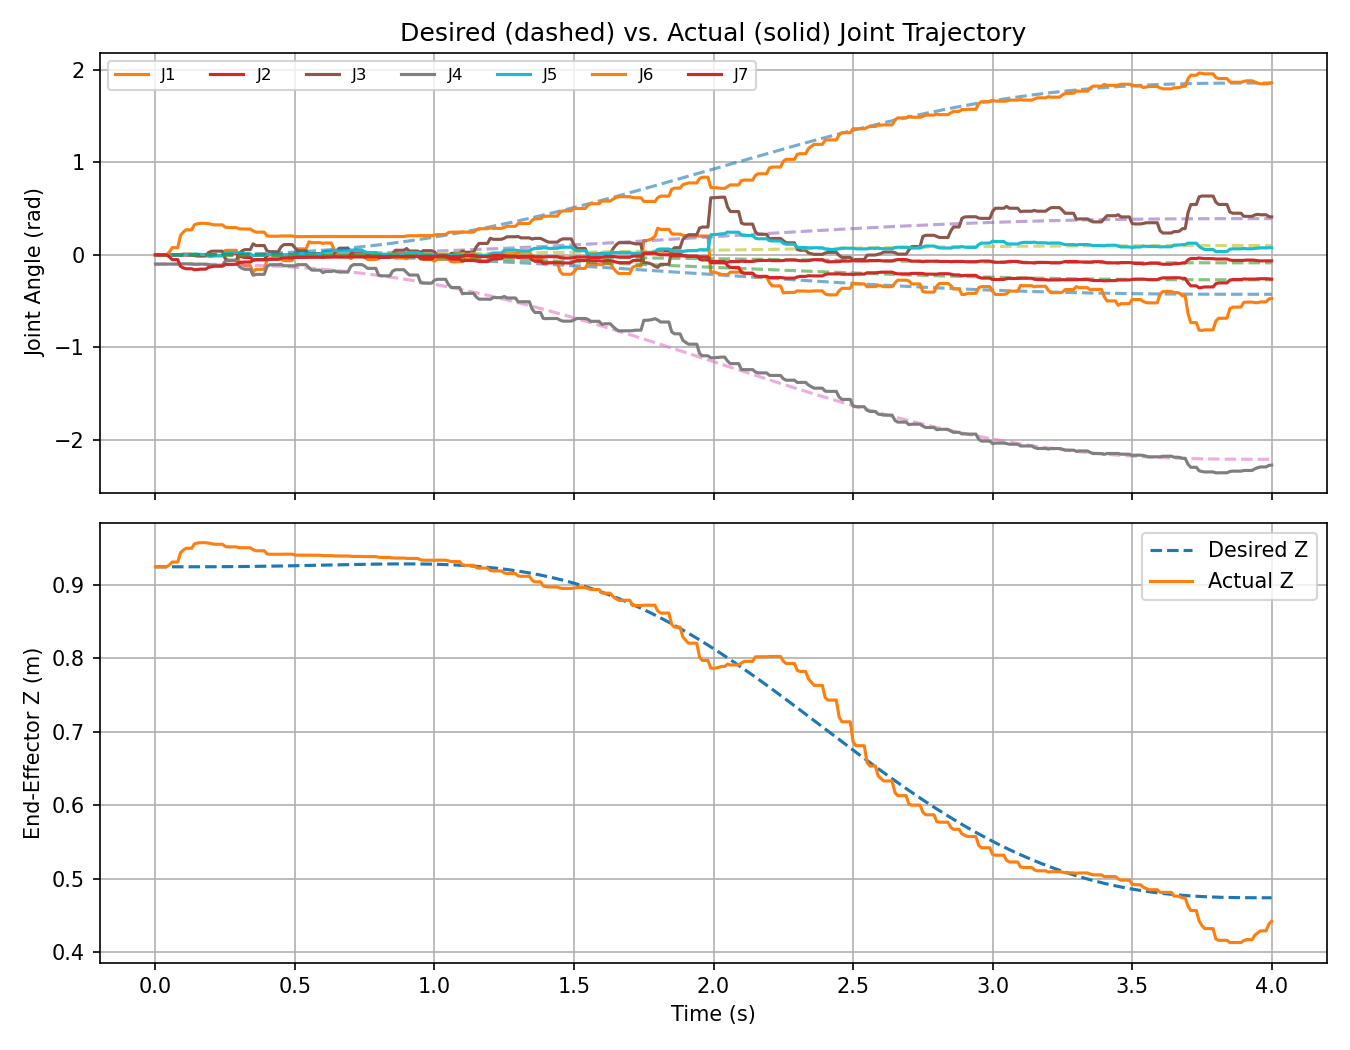 Desired (dashed) vs. Actual (solid) Joint Trajectory
J1 J2 J3 J4 J5 J6 J7
Joint Angle (rad)
2
1
0
−1
−2
Desired Z
Actual Z
End-Effector Z (m)
0.9
0.8
0.7
0.6
0.5
0.4
0.0 0.5 1.0 1.5 2.0 2.5 3.0 3.5 4.0
Time (s)